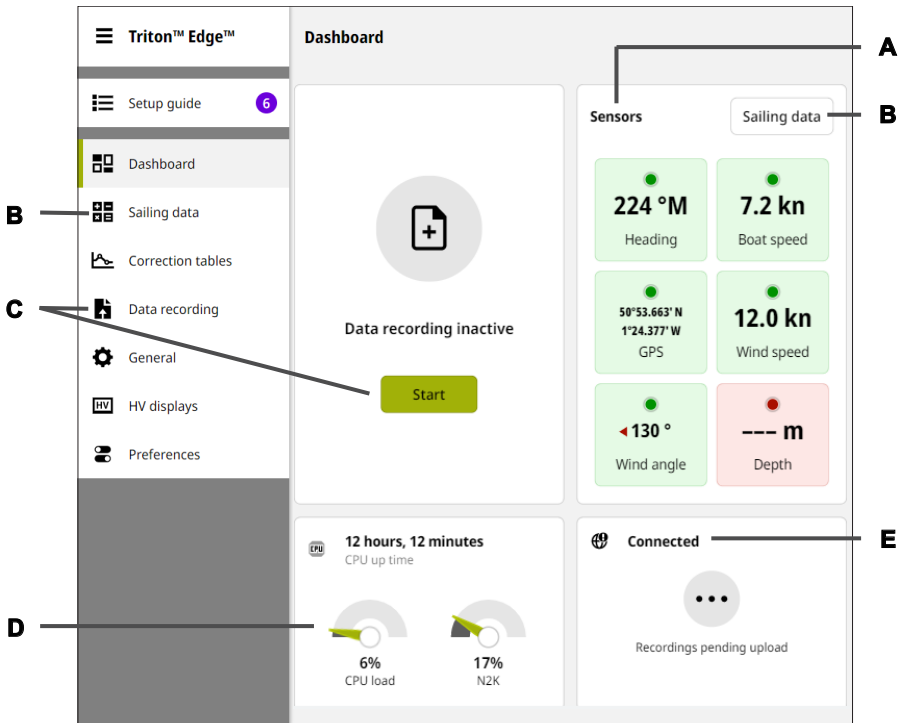 Triton™ Edge™
Dashboard
A
Setup guide
6
Sensors
Sailing data
B
Dashboard
B
Sailing data
Correction tables
C
Data recording
General
HV
HV displays
Preferences
Data recording inactive
Start
224 °M
Heading
7.2 kn
Boat speed
50°53.663' N
1°24.377' W
GPS
12.0 kn
Wind speed
130 °
Wind angle
––– m
Depth
CPU
12 hours, 12 minutes
CPU up time
Connected
E
D
6%
CPU load
17%
N2K
Recordings pending upload